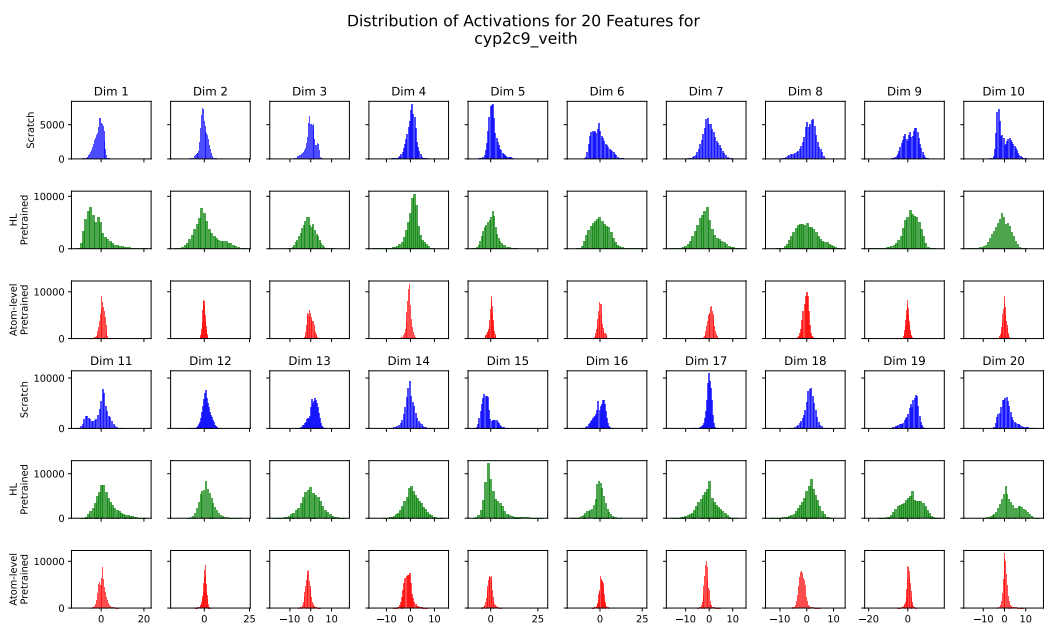 Distribution of Activations for 20 Features for
cyp2c9_veith
Dim 1 Dim 2 Dim 3 Dim 4 Dim 5 Dim 6 Dim 7 Dim 8 Dim 9 Dim 10
Scratch
5000
0
HL
Pretrained
10000
0
Atom-level
Pretrained
10000
0
Dim 11 Dim 12 Dim 13 Dim 14 Dim 15 Dim 16 Dim 17 Dim 18 Dim 19 Dim 20
Scratch
10000
0
HL
Pretrained
10000
0
Atom-level
Pretrained
10000
0
0 20 0 25 −10 0 10 −10 0 10 0 25 0 25 −10 0 10 −10 0 10 −20 0 −10 0 10